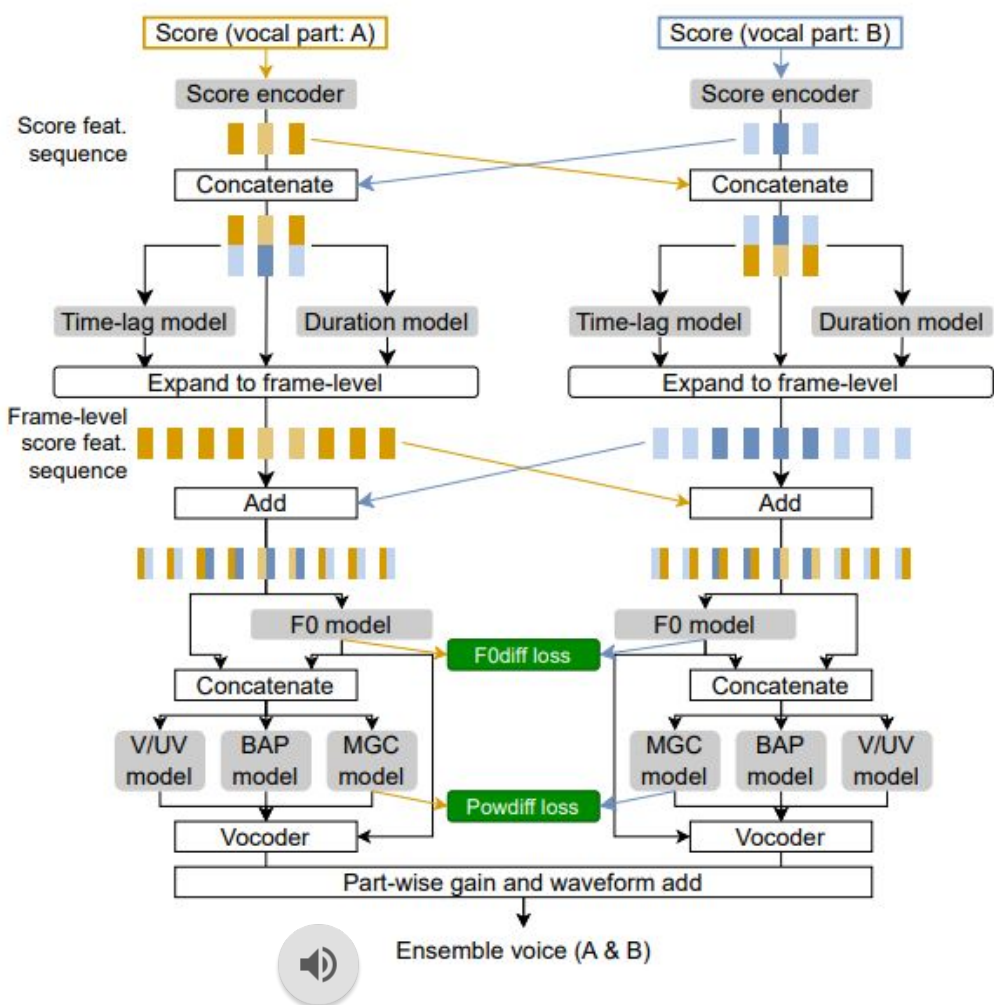 Score (vocal part: A)
Score (vocal part: B)
Score encoder
Score encoder
Score feat.
sequence
Concatenate
Concatenate
Time-lag model
Duration model
Time-lag model
Duration model
Expand to frame-level
Expand to frame-level
Frame-level
score feat.
sequence
Add
Add
F0 model
F0diff loss
F0 model
Concatenate
Concatenate
V/UV
model
BAP
model
MGC
model
MGC
model
BAP
model
V/UV
model
Powdiff loss
Vocoder
Vocoder
Part-wise gain and waveform add
Ensemble voice (A & B)